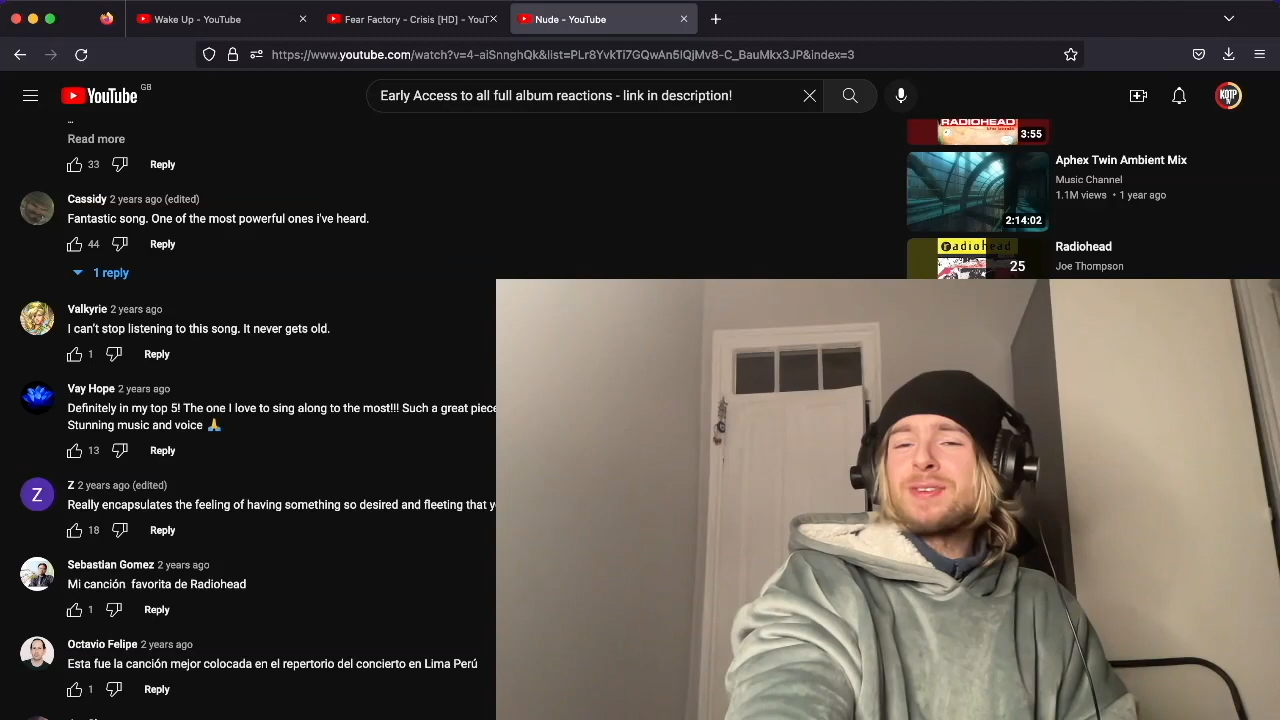 Wake Up - YouTube
Fear Factory - Crisis [HD] - YouT
Nude - YouTube
https://www.youtube.com/watch?v=4-aiSnnghQk&list=PLr8YvkTi7GQwAn5IQjMv8-C_BauMkx3JP&index=3
YouTube GB
Early Access to all full album reactions - link in description!
KOTP
...
Read more
33 Reply
RADIOHEAD
the bends
3:55
Aphex Twin Ambient Mix
Music Channel
1.1M views • 1 year ago
2:14:02
Cassidy 2 years ago (edited)
Fantastic song. One of the most powerful ones i've heard.
44 Reply
1 reply
radiohead
25
Radiohead
Joe Thompson
Valkyrie 2 years ago
I can't stop listening to this song. It never gets old.
1 Reply
Vay Hope 2 years ago
Definitely in my top 5! The one I love to sing along to the most!!! Such a great piece
Stunning music and voice 🙏
13 Reply
Z
Z 2 years ago (edited)
Really encapsulates the feeling of having something so desired and fleeting that y
18 Reply
Sebastian Gomez 2 years ago
Mi canción favorita de Radiohead
1 Reply
Octavio Felipe 2 years ago
Esta fue la canción mejor colocada en el repertorio del concierto en Lima Perú
1 Reply